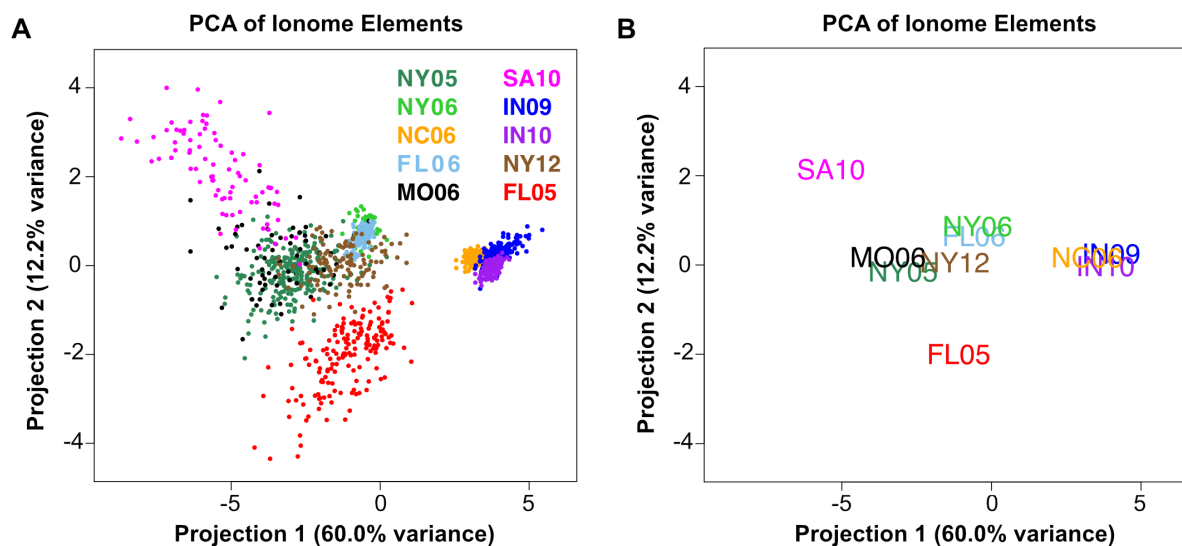 A
PCA of Ionome Elements
NY05 SA10
NY06 IN09
NC06 IN10
FL06 NY12
MO06 FL05
4
2
0
-2
-4
-5 0 5
Projection 2 (12.2% variance)
Projection 1 (60.0% variance)
B
PCA of Ionome Elements
SA10
NY06
FL06
MO06
NY05
NY12
NC06
IN09
IN10
FL05
4
2
0
-2
-4
-5 0 5
Projection 2 (12.2% variance)
Projection 1 (60.0% variance)